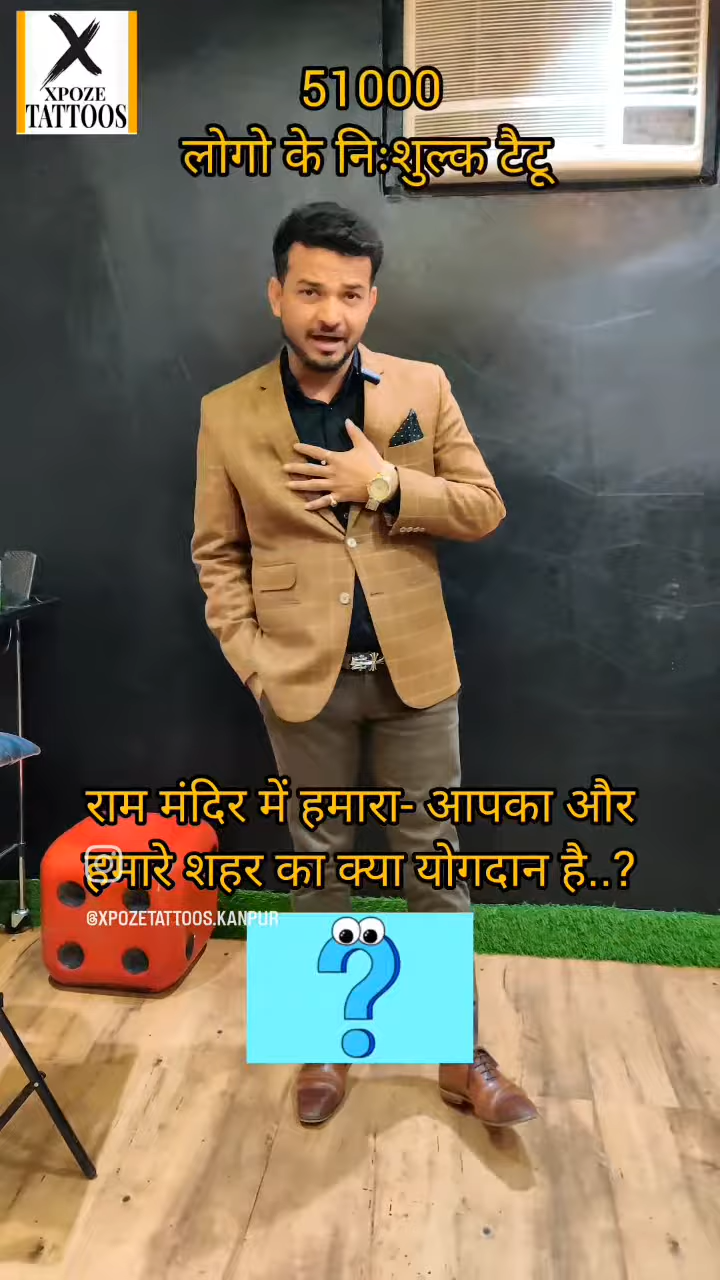 XPOZE
TATTOOS
51000
लोगो के निःशुल्क टैटू
राम मंदिर में हमारा- आपका और
हमारे शहर का क्या योगदान है..?
@XPOZETATTOOS.KANPUR
?